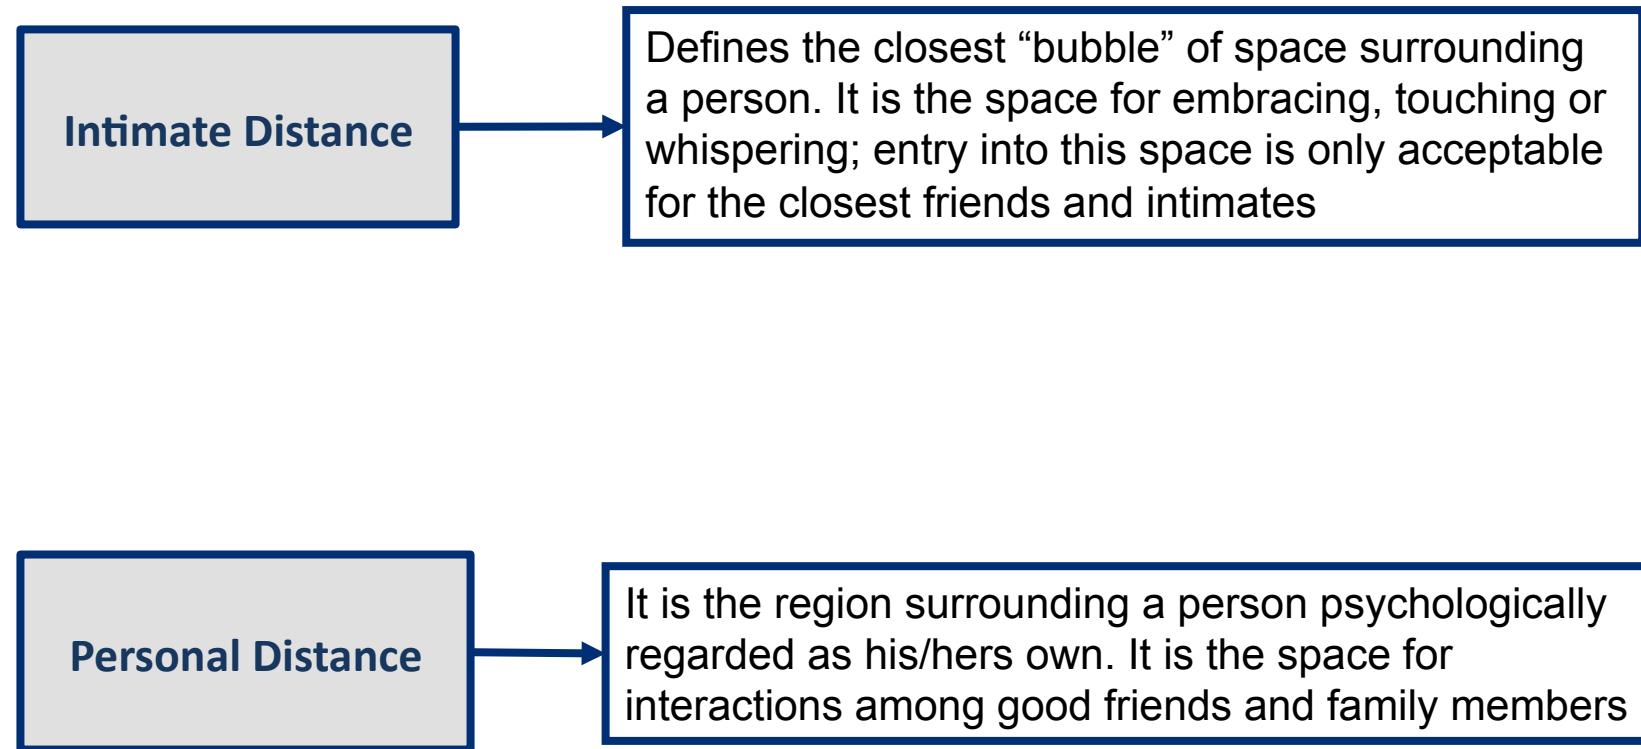 Intimate Distance
Defines the closest “bubble” of space surrounding
a person. It is the space for embracing, touching or
whispering; entry into this space is only acceptable
for the closest friends and intimates
Personal Distance
It is the region surrounding a person psychologically
regarded as his/hers own. It is the space for
interactions among good friends and family members